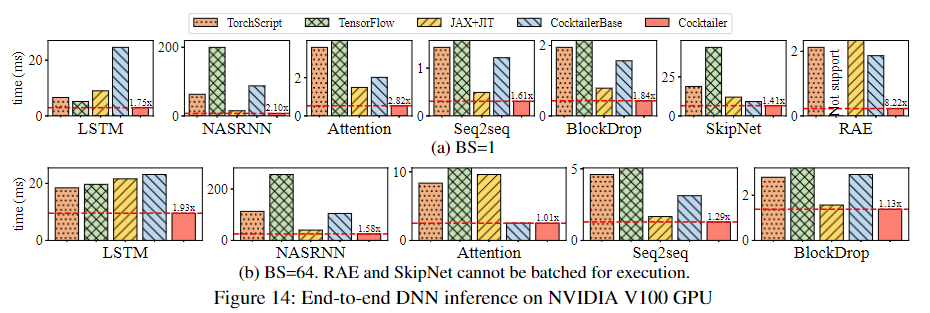 TorchScript TensorFlow JAX+JIT CocktailerBase Cocktailer
time (ms)
20
0
1.75x
LSTM
200
0
2.10x
NASRNN
2
0
2.82x
Attention
1
0
1.61x
Seq2seq
2
0
1.84x
BlockDrop
25
0
1.41x
SkipNet
2
0
Not support
8.22x
RAE
(a) BS=1
time (ms)
20
0
1.93x
LSTM
200
0
1.58x
NASRNN
10
0
1.01x
Attention
5
0
1.29x
Seq2seq
2
0
1.13x
BlockDrop
(b) BS=64. RAE and SkipNet cannot be batched for execution.
Figure 14: End-to-end DNN inference on NVIDIA V100 GPU